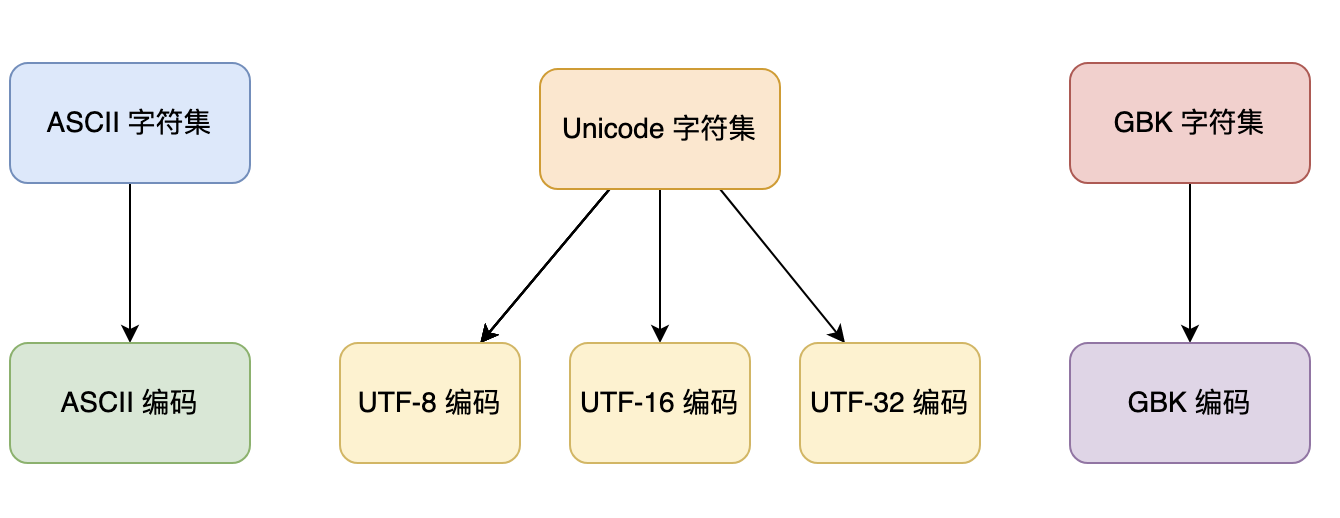 ASCII 字符集
Unicode 字符集
GBK 字符集
ASCII 编码
UTF-8 编码
UTF-16 编码
UTF-32 编码
GBK 编码